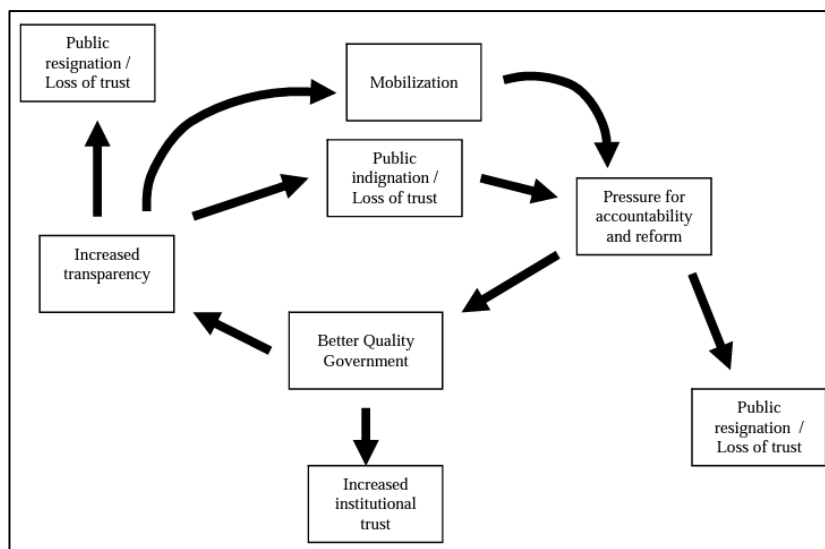 Public
resignation /
Loss of trust
Mobilization
Public
indignation /
Loss of trust
Pressure for
accountability
and reform
Increased
transparency
Better Quality
Government
Public
resignation /
Loss of trust
Increased
institutional
trust